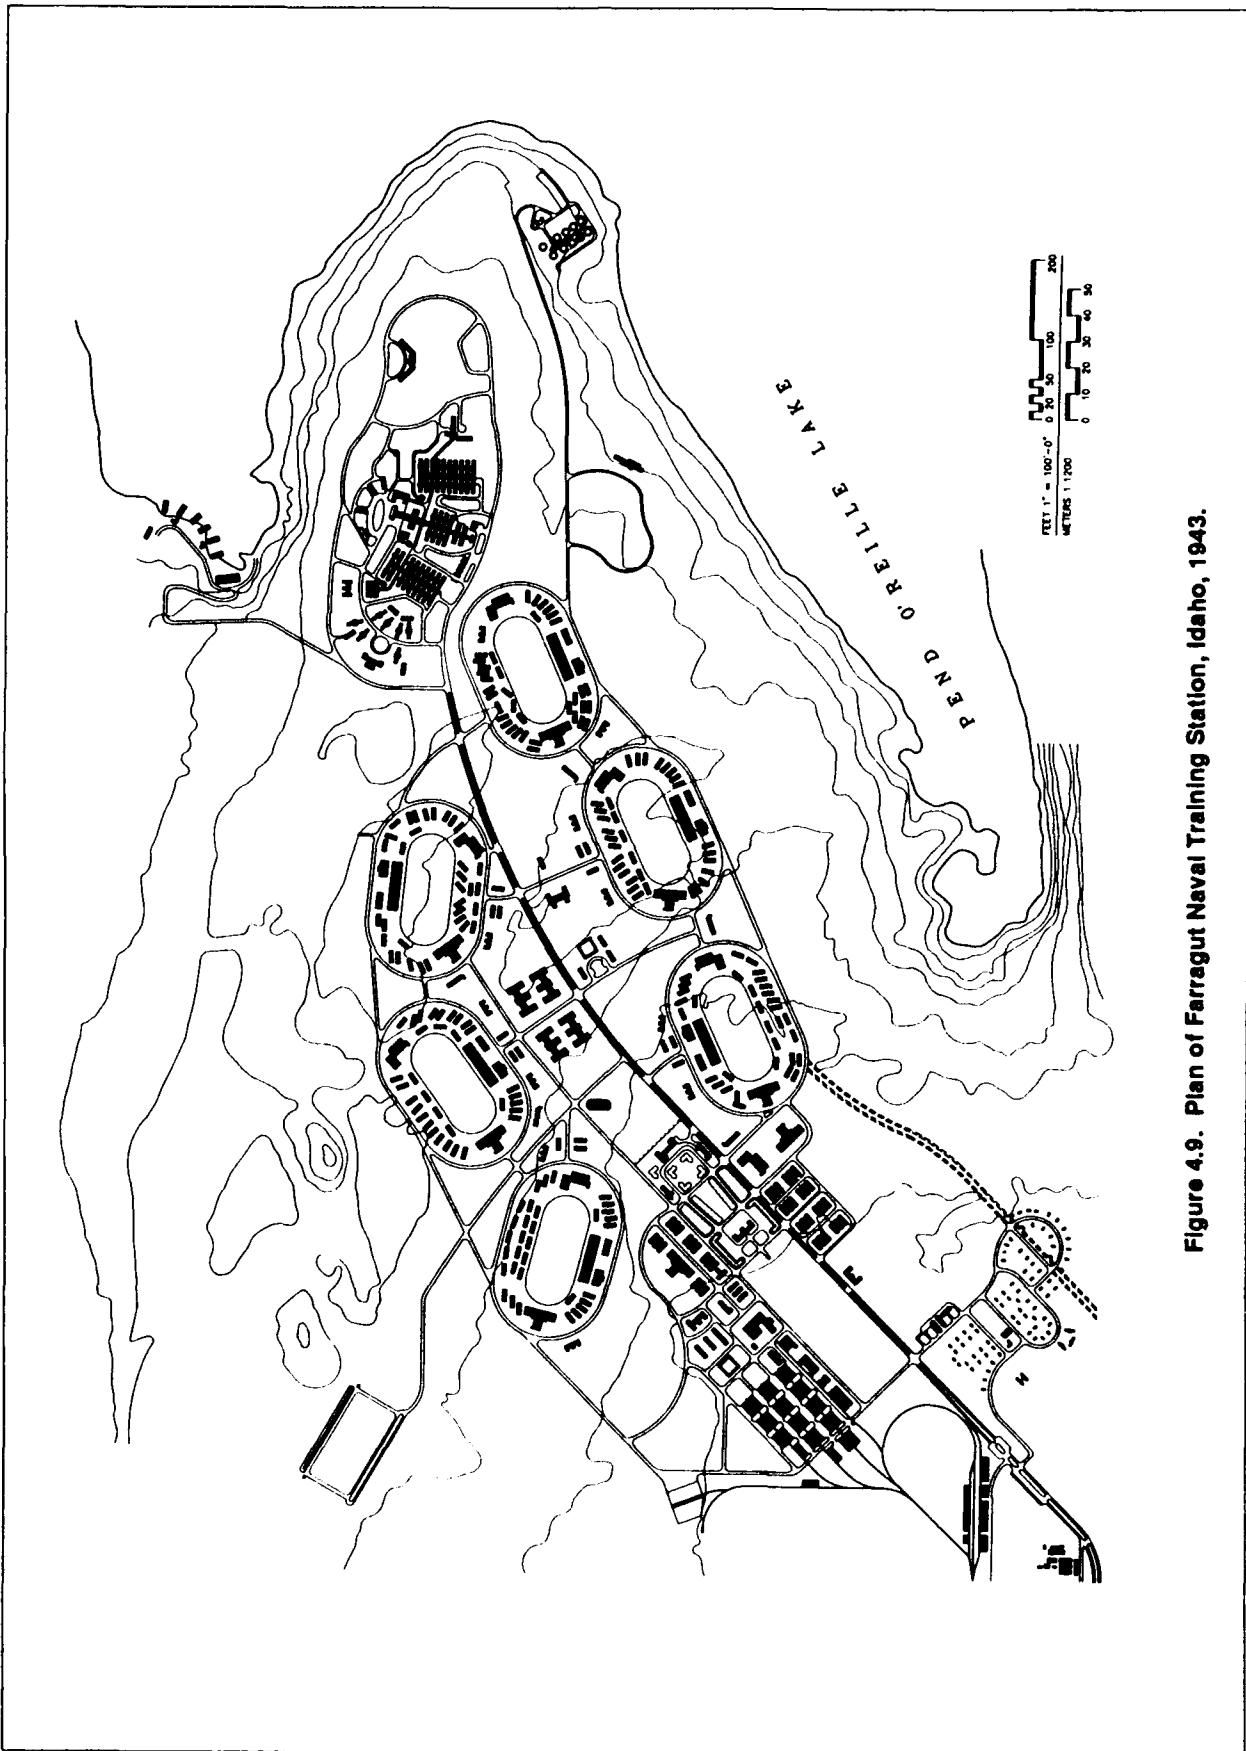 PEND O'REILLE LAKE
FEET 1" = 100'-0" 0 20 50 100 200
METERS 1:1200 0 10 20 30 40 50
Figure 4.9. Plan of Farragut Naval Training Station, Idaho, 1943.